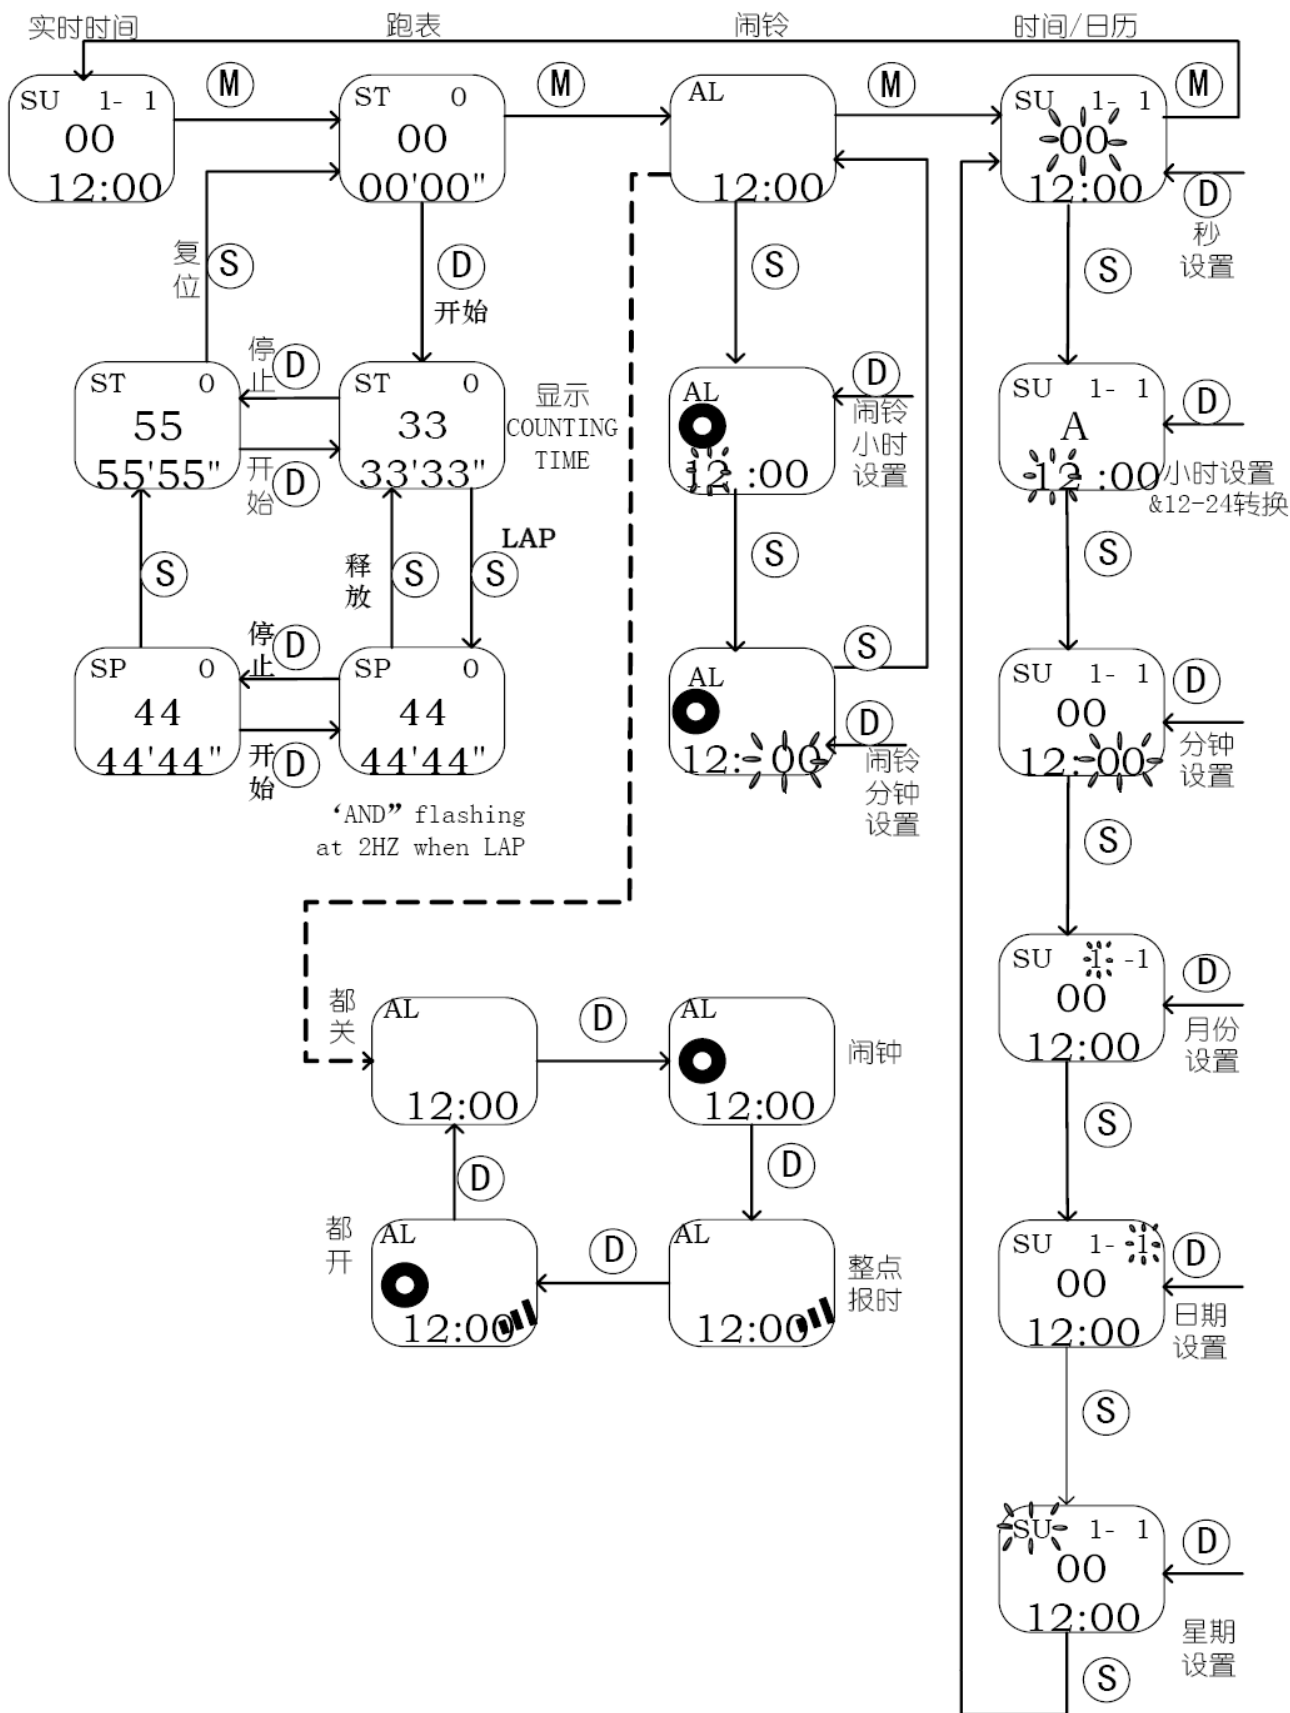 实时时间 跑表 闹铃 时间/日历
SU 1- 1
00
12:00
M
ST 0
00
00'00"
M
AL
12:00
M
SU 1- 1
00
12:00
M
D
秒
设置
复
位
S
D
开始
S
S
ST 0
55
55'55"
停
止
D
开
始
D
ST 0
33
33'33"
显示
COUNTING
TIME
AL
12 :00
D
闹铃
小时
设置
SU 1- 1
A
12 :00
D
小时设置
&12-24转换
S
释
放
S
LAP
S
S
S
SP 0
44
44'44"
停
止
D
开
始
D
SP 0
44
44'44"
AL
12: 00
S
D
闹铃
分钟
设置
SU 1- 1
00
12:00
D
分钟
设置
‘AND” flashing
at 2HZ when LAP
S
SU 1 -1
00
12:00
D
月份
设置
都
关
AL
12:00
D
AL
12:00
闹钟
S
D
D
都
开
AL
12:00
D
AL
12:00
整点
报时
SU 1- 1
00
12:00
D
日期
设置
S
SU 1- 1
00
12:00
D
星期
设置
S